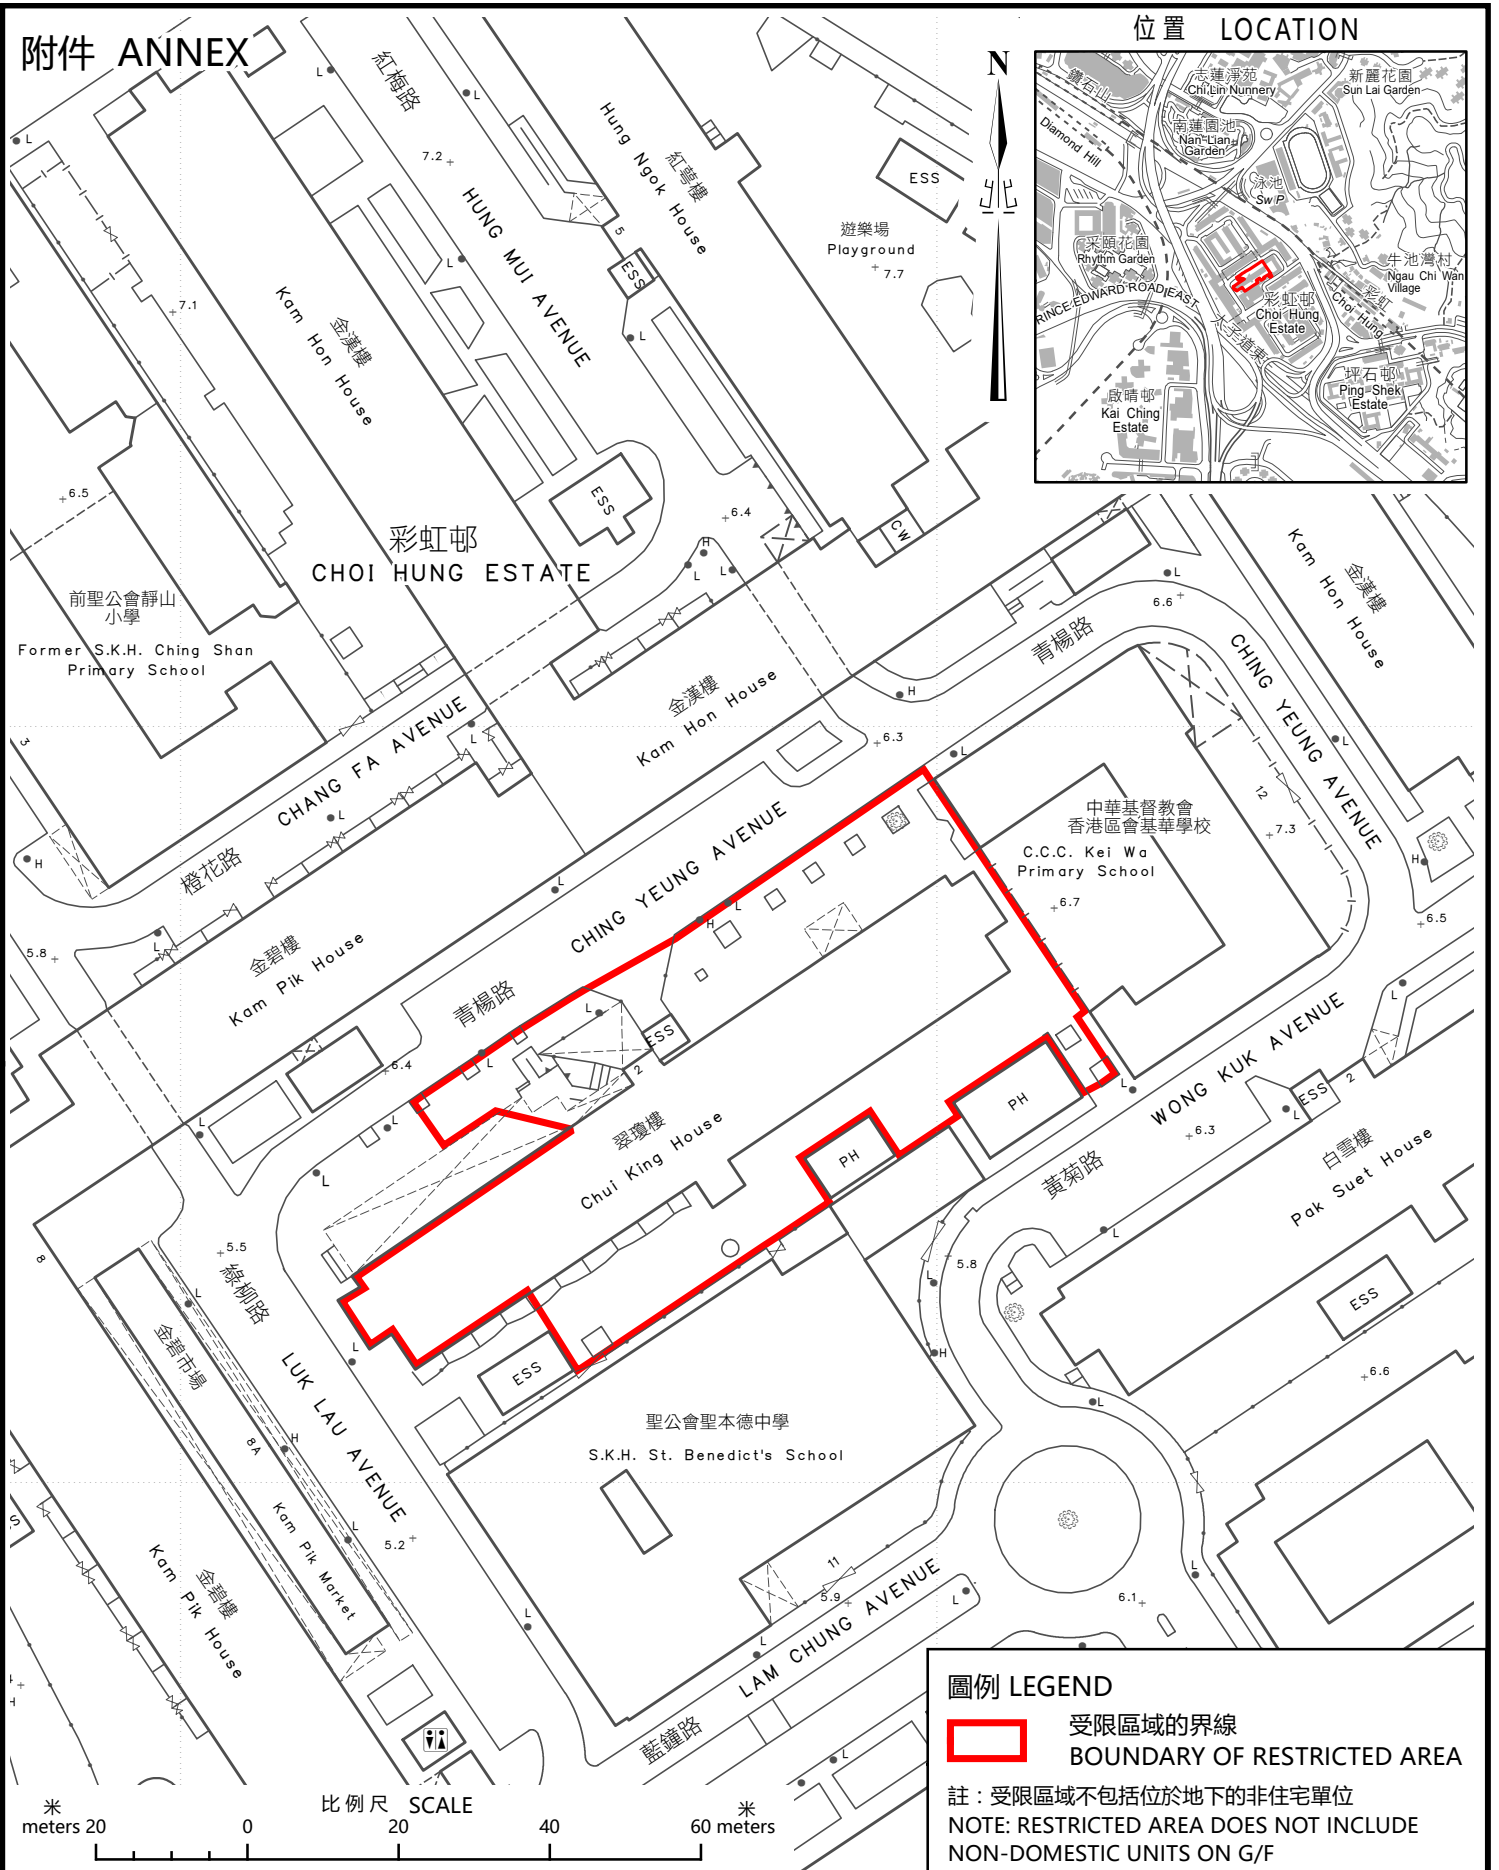 附件 ANNEX
位置 LOCATION
鑽石山
Diamond Hill
志蓮淨苑
Chi Lin Nunnery
新麗花園
Sun Lai Garden
南蓮園池
Nan Lian
Garden
泳池
Sw P
采頤花園
Rhythm Garden
牛池灣村
Ngau Chi Wan
Village
彩虹
Choi Hung
RINCE EDWARD ROAD EAST
太子道東
彩虹邨
Choi Hung
Estate
坪石邨
Ping Shek
Estate
啟晴邨
Kai Ching
Estate
N
紅梅路
HUNG MUI AVENUE
7.2
紅萼樓
Hung Ngok House
5
ESS
ESS
遊樂場
Playground
7.7
7.1
金漢樓
Kam Hon House
6.5
ESS
6.4
CW
彩虹邨
CHOI HUNG ESTATE
前聖公會靜山
小學
Former S.K.H. Ching Shan
Primary School
3
金漢樓
Kam Hon House
6.6
青楊路
CHING YEUNG AVENUE
金漢樓
Kam Hon House
CHANG FA AVENUE
橙花路
6.3
中華基督教會
香港區會基華學校
C.C.C. Kei Wa
Primary School
12
7.3
6.7
6.5
CHING YEUNG AVENUE
青楊路
5.8
金碧樓
Kam Pik House
6.4
ESS
2
翠瓊樓
Chui King House
PH
PH
WONG KUK AVENUE
黃菊路
6.3
ESS
2
白雪樓
Pak Suet House
ESS
8
5.5
綠柳路
LUK LAU AVENUE
5.8
金碧市場
8A
Kam Pik Market
ESS
6.6
聖公會聖本德中學
S.K.H. St. Benedict's School
5.2
金碧樓
Kam Pik House
11
5.9
LAM CHUNG AVENUE
藍鐘路
6.1
比例尺 SCALE
米
meters 20 0 20 40 60 meters
米
圖例 LEGEND
受限區域的界線
BOUNDARY OF RESTRICTED AREA
註：受限區域不包括位於地下的非住宅單位
NOTE: RESTRICTED AREA DOES NOT INCLUDE
NON-DOMESTIC UNITS ON G/F